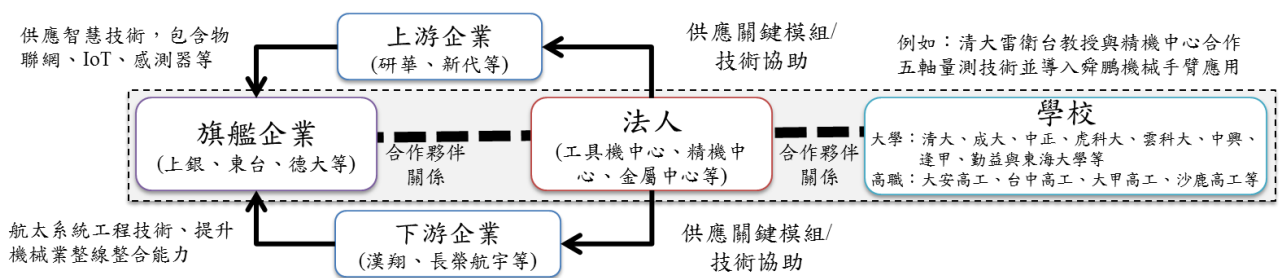 供應智慧技術，包含物
聯網、IoT、感測器等
上游企業
(研華、新代等)
供應關鍵模組/
技術協助
例如：清大雷衛台教授與精機中心合作
五軸量測技術並導入舜鵬機械手臂應用
旗艦企業
(上銀、東台、德大等)
合作夥伴
關係
法人
(工具機中心、精機中
心、金屬中心等)
合作夥伴
關係
學校
大學：清大、成大、中正、虎科大、雲科大、中興、
逢甲、勤益與東海大學等
高職：大安高工、台中高工、大甲高工、沙鹿高工等
航太系統工程技術、提升
機械業整線整合能力
下游企業
(漢翔、長榮航宇等)
供應關鍵模組/
技術協助